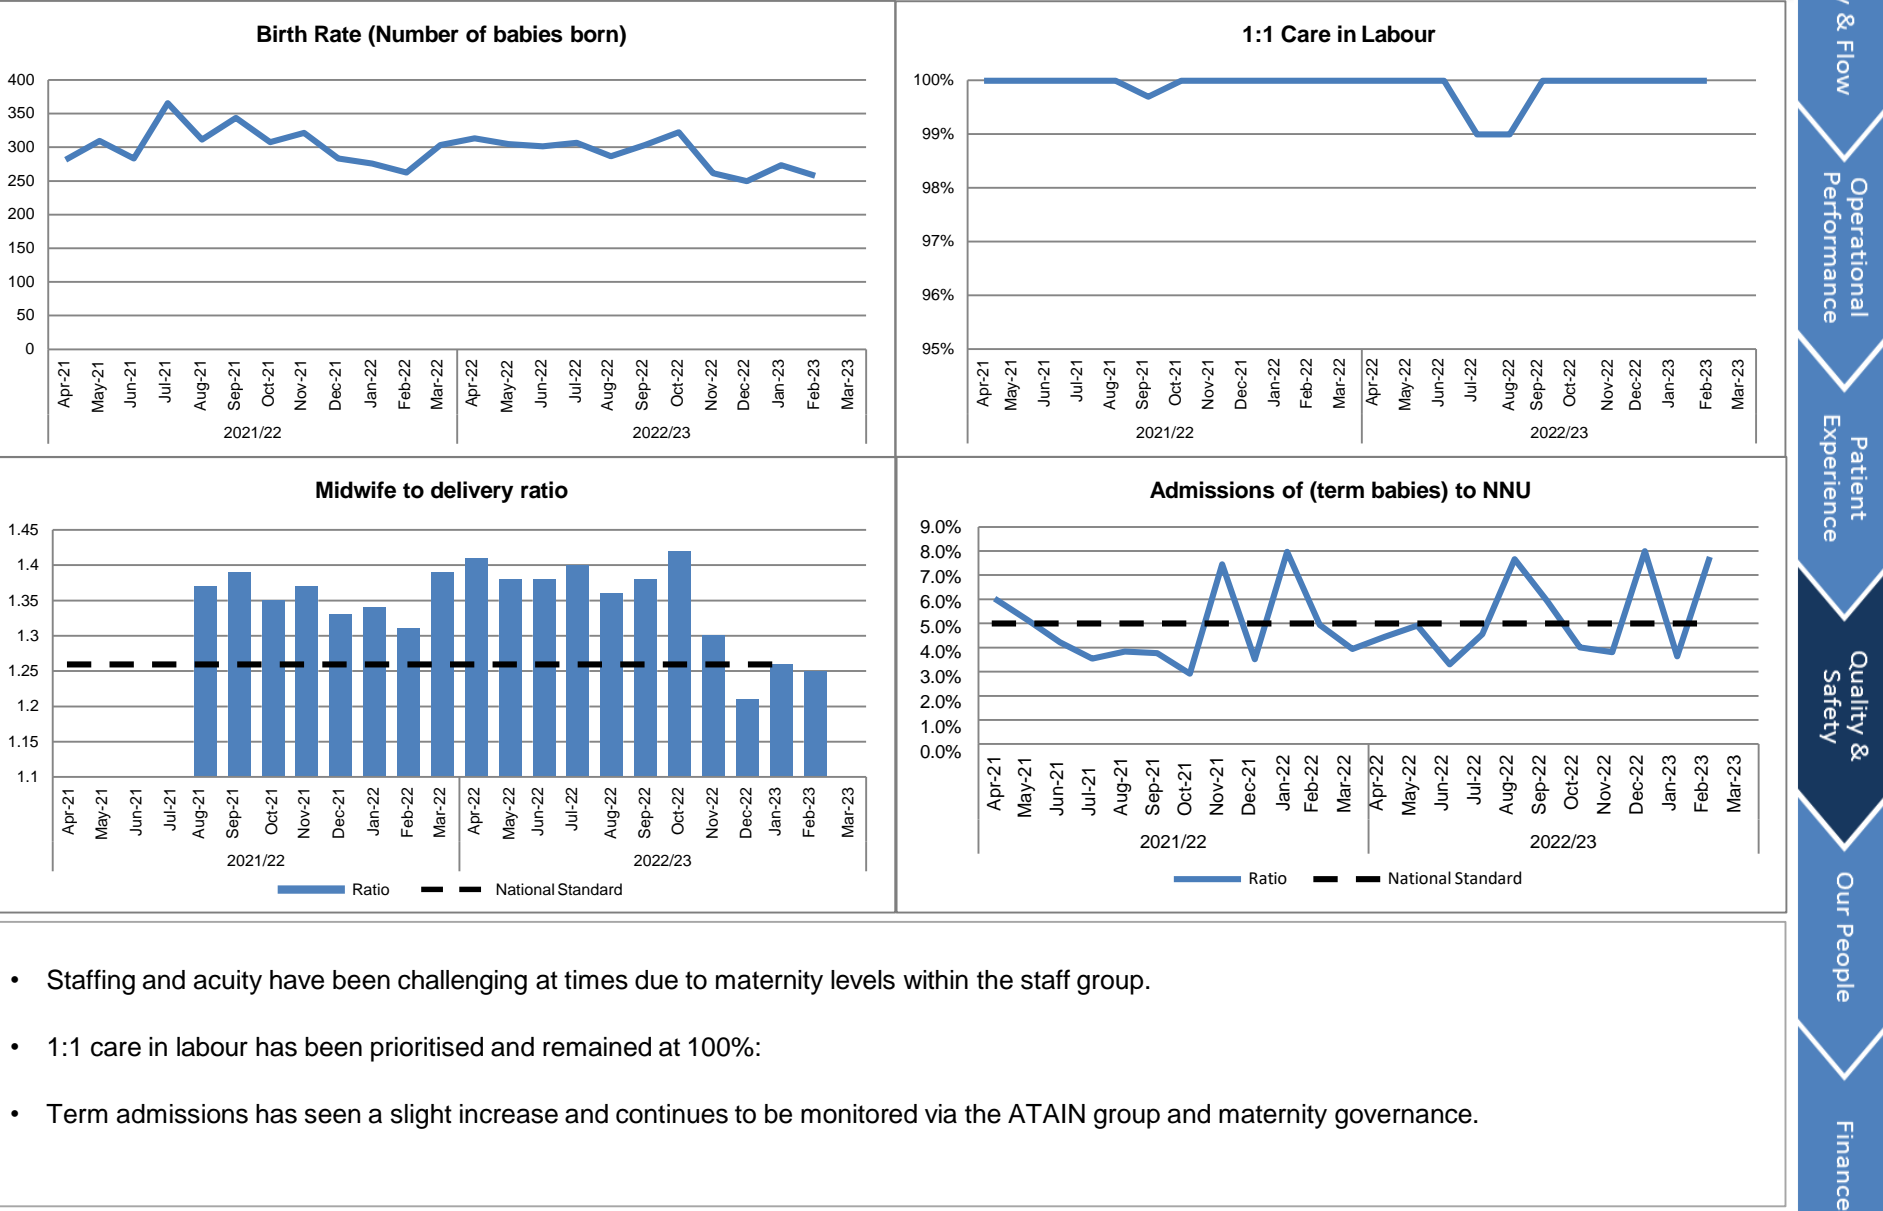 Birth Rate (Number of babies born)
400
350
300
250
200
150
100
50
0
Apr-21
May-21
Jun-21
Jul-21
Aug-21
Sep-21
Oct-21
Nov-21
Dec-21
Jan-22
Feb-22
Mar-22
Apr-22
May-22
Jun-22
Jul-22
Aug-22
Sep-22
Oct-22
Nov-22
Dec-22
Jan-23
Feb-23
Mar-23
2021/22
2022/23
1:1 Care in Labour
100%
99%
98%
97%
96%
95%
Apr-21
May-21
Jun-21
Jul-21
Aug-21
Sep-21
Oct-21
Nov-21
Dec-21
Jan-22
Feb-22
Mar-22
Apr-22
May-22
Jun-22
Jul-22
Aug-22
Sep-22
Oct-22
Nov-22
Dec-22
Jan-23
Feb-23
Mar-23
2021/22
2022/23
Midwife to delivery ratio
1.45
1.4
1.35
1.3
1.25
1.2
1.15
1.1
Apr-21
May-21
Jun-21
Jul-21
Aug-21
Sep-21
Oct-21
Nov-21
Dec-21
Jan-22
Feb-22
Mar-22
Apr-22
May-22
Jun-22
Jul-22
Aug-22
Sep-22
Oct-22
Nov-22
Dec-22
Jan-23
Feb-23
Mar-23
2021/22
2022/23
Ratio
National Standard
Admissions of (term babies) to NNU
9.0%
8.0%
7.0%
6.0%
5.0%
4.0%
3.0%
2.0%
1.0%
0.0%
Apr-21
May-21
Jun-21
Jul-21
Aug-21
Sep-21
Oct-21
Nov-21
Dec-21
Jan-22
Feb-22
Mar-22
Apr-22
May-22
Jun-22
Jul-22
Aug-22
Sep-22
Oct-22
Nov-22
Dec-22
Jan-23
Feb-23
Mar-23
2021/22
2022/23
Ratio
National Standard
• Staffing and acuity have been challenging at times due to maternity levels within the staff group.
• 1:1 care in labour has been prioritised and remained at 100%:
• Term admissions has seen a slight increase and continues to be monitored via the ATAIN group and maternity governance.
& Flow
Operational
Performance
Patient
Experience
Quality &
Safety
Our People
Finance